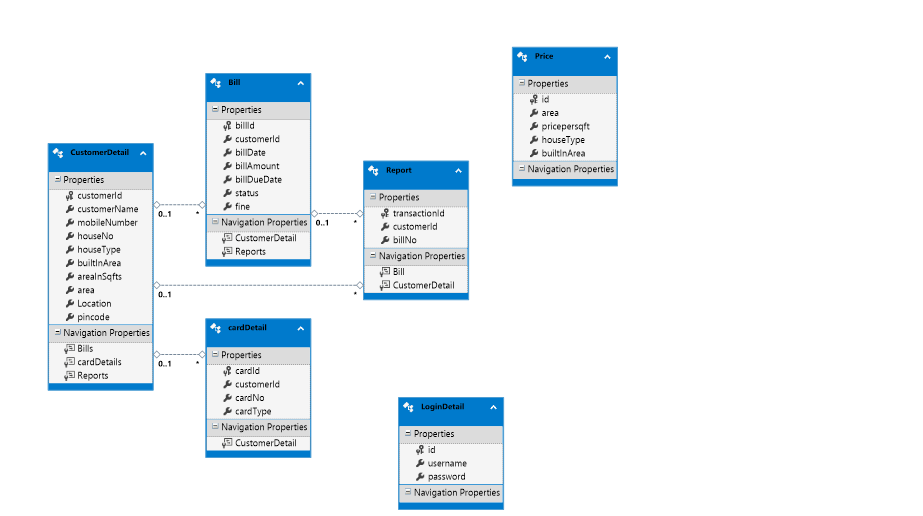 Price
Properties
id
area
pricepersqft
houseType
builtInArea
Navigation Properties
Bill
Properties
billId
customerId
billDate
billAmount
billDueDate
status
fine
Navigation Properties
CustomerDetail
Reports
CustomerDetail
Properties
customerId
customerName
mobileNumber
houseNo
houseType
builtInArea
areaInSqfts
area
Location
pincode
Navigation Properties
Bills
cardDetails
Reports
0..1
*
0..1
*
0..1
*
0..1
*
Report
Properties
transactionId
customerId
billNo
Navigation Properties
Bill
CustomerDetail
cardDetail
Properties
cardId
customerId
cardNo
cardType
Navigation Properties
CustomerDetail
LoginDetail
Properties
id
username
password
Navigation Properties